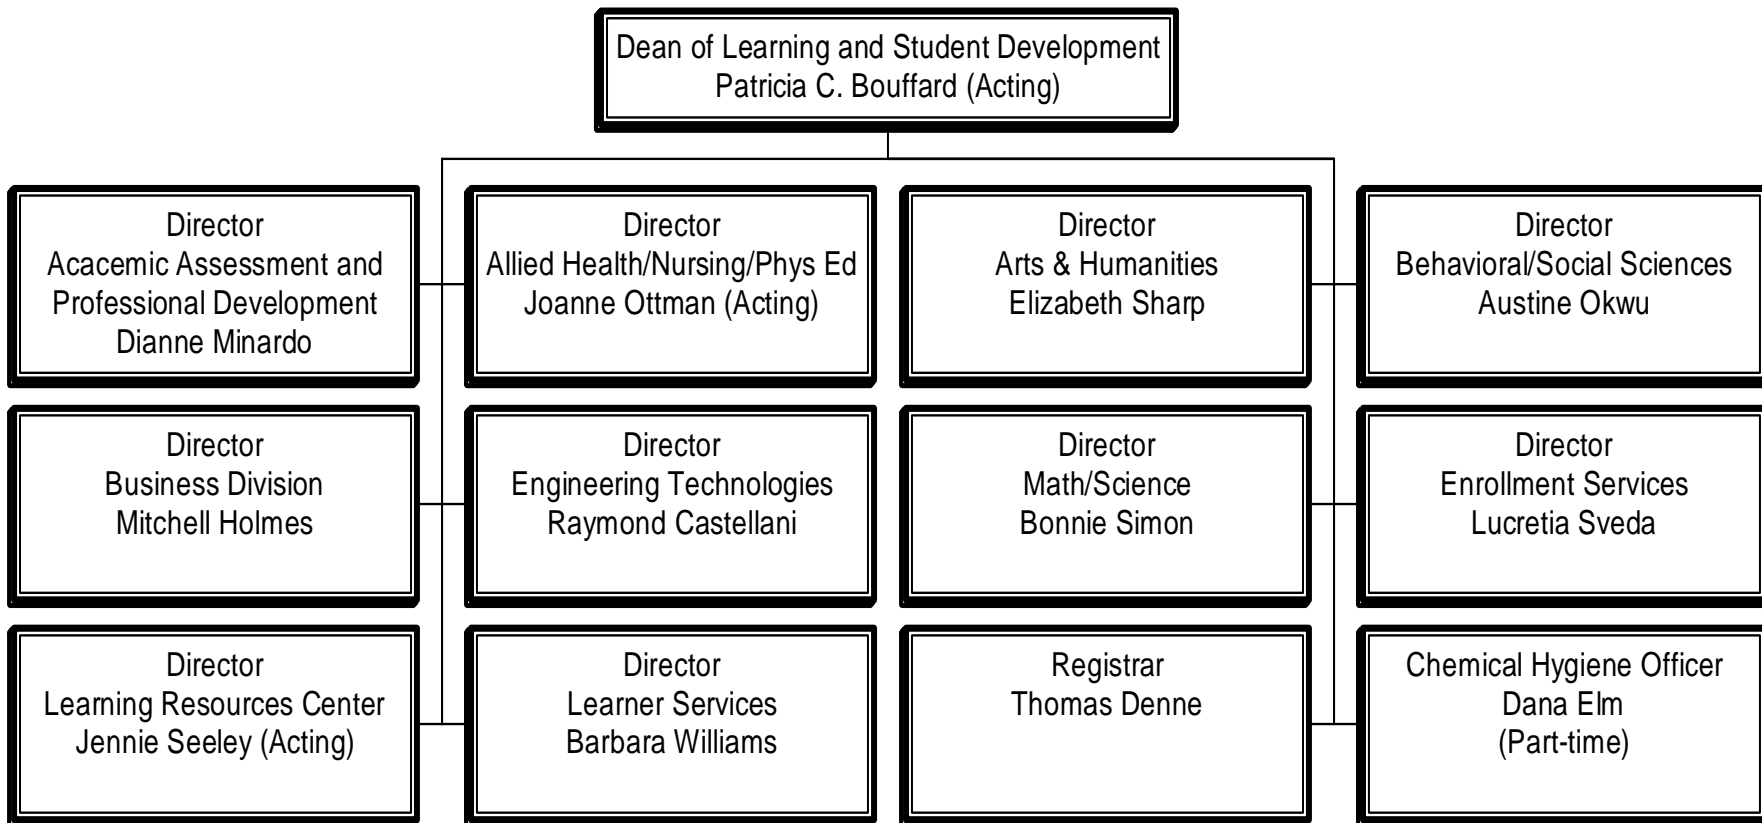 Dean of Learning and Student Development
Patricia C. Bouffard (Acting)
Director
Acacemic Assessment and
Professional Development
Dianne Minardo
Director
Allied Health/Nursing/Phys Ed
Joanne Ottman (Acting)
Director
Arts & Humanities
Elizabeth Sharp
Director
Behavioral/Social Sciences
Austine Okwu
Director
Business Division
Mitchell Holmes
Director
Engineering Technologies
Raymond Castellani
Director
Math/Science
Bonnie Simon
Director
Enrollment Services
Lucretia Sveda
Director
Learning Resources Center
Jennie Seeley (Acting)
Director
Learner Services
Barbara Williams
Registrar
Thomas Denne
Chemical Hygiene Officer
Dana Elm
(Part-time)